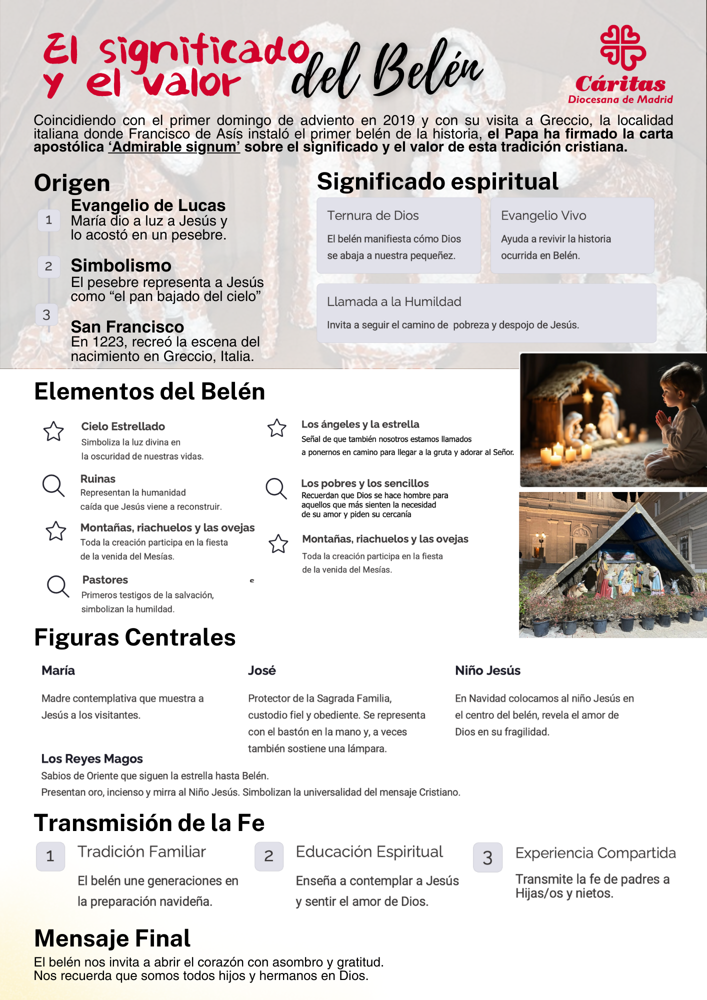 El significado
y el valor
del Belén
Cáritas
Diocesana de Madrid
Coincidiendo con el primer domingo de adviento en 2019 y con su visita a Greccio, la localidad
italiana donde Francisco de Asís instaló el primer belén de la historia, el Papa ha firmado la carta
apostólica ‘Admirable signum’ sobre el significado y el valor de esta tradición cristiana.
Origen
1
Evangelio de Lucas
María dio a luz a Jesús y
lo acostó en un pesebre.
2
Simbolismo
El pesebre representa a Jesús
como “el pan bajado del cielo”
3
San Francisco
En 1223, recreó la escena del
nacimiento en Greccio, Italia.
Significado espiritual
Ternura de Dios
El belén manifiesta cómo Dios
se abaja a nuestra pequeñez.
Evangelio Vivo
Ayuda a revivir la historia
ocurrida en Belén.
Llamada a la Humildad
Invita a seguir el camino de pobreza y despojo de Jesús.
Elementos del Belén
Cielo Estrellado
Simboliza la luz divina en
la oscuridad de nuestras vidas.
Ruinas
Representan la humanidad
caída que Jesús viene a reconstruir.
Montañas, riachuelos y las ovejas
Toda la creación participa en la fiesta
de la venida del Mesías.
Pastores
Primeros testigos de la salvación,
simbolizan la humildad.
Los ángeles y la estrella
Señal de que también nosotros estamos llamados
a ponernos en camino para llegar a la gruta y adorar al Señor.
Los pobres y los sencillos
Recuerdan que Dios se hace hombre para
aquellos que más sienten la necesidad
de su amor y piden su cercanía
Montañas, riachuelos y las ovejas
Toda la creación participa en la fiesta
de la venida del Mesías.
Figuras Centrales
María
Madre contemplativa que muestra a
Jesús a los visitantes.
José
Protector de la Sagrada Familia,
custodio fiel y obediente. Se representa
con el bastón en la mano y, a veces
también sostiene una lámpara.
Niño Jesús
En Navidad colocamos al niño Jesús en
el centro del belén, revela el amor de
Dios en su fragilidad.
Los Reyes Magos
Sabios de Oriente que siguen la estrella hasta Belén.
Presentan oro, incienso y mirra al Niño Jesús. Simbolizan la universalidad del mensaje Cristiano.
Transmisión de la Fe
1
Tradición Familiar
El belén une generaciones en
la preparación navideña.
2
Educación Espiritual
Enseña a contemplar a Jesús
y sentir el amor de Dios.
3
Experiencia Compartida
Transmite la fe de padres a
Hijas/os y nietos.
Mensaje Final
El belén nos invita a abrir el corazón con asombro y gratitud.
Nos recuerda que somos todos hijos y hermanos en Dios.